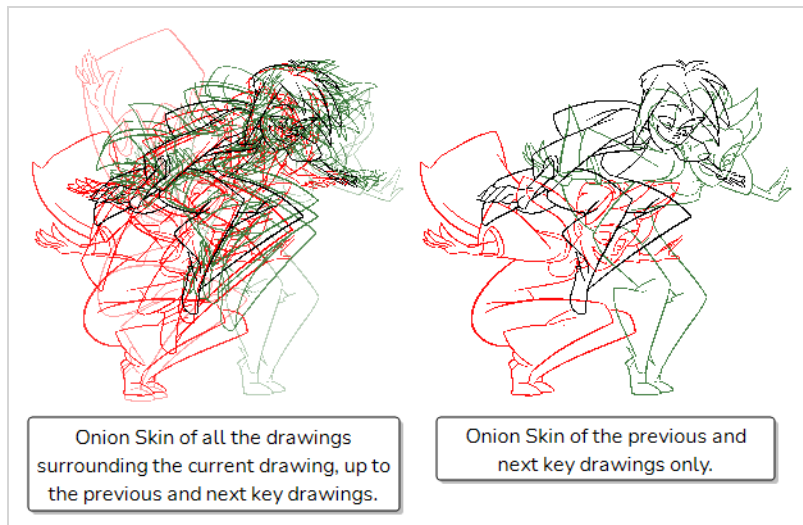 Onion Skin of all the drawings
surrounding the current drawing, up to
the previous and next key drawings.
Onion Skin of the previous and
next key drawings only.